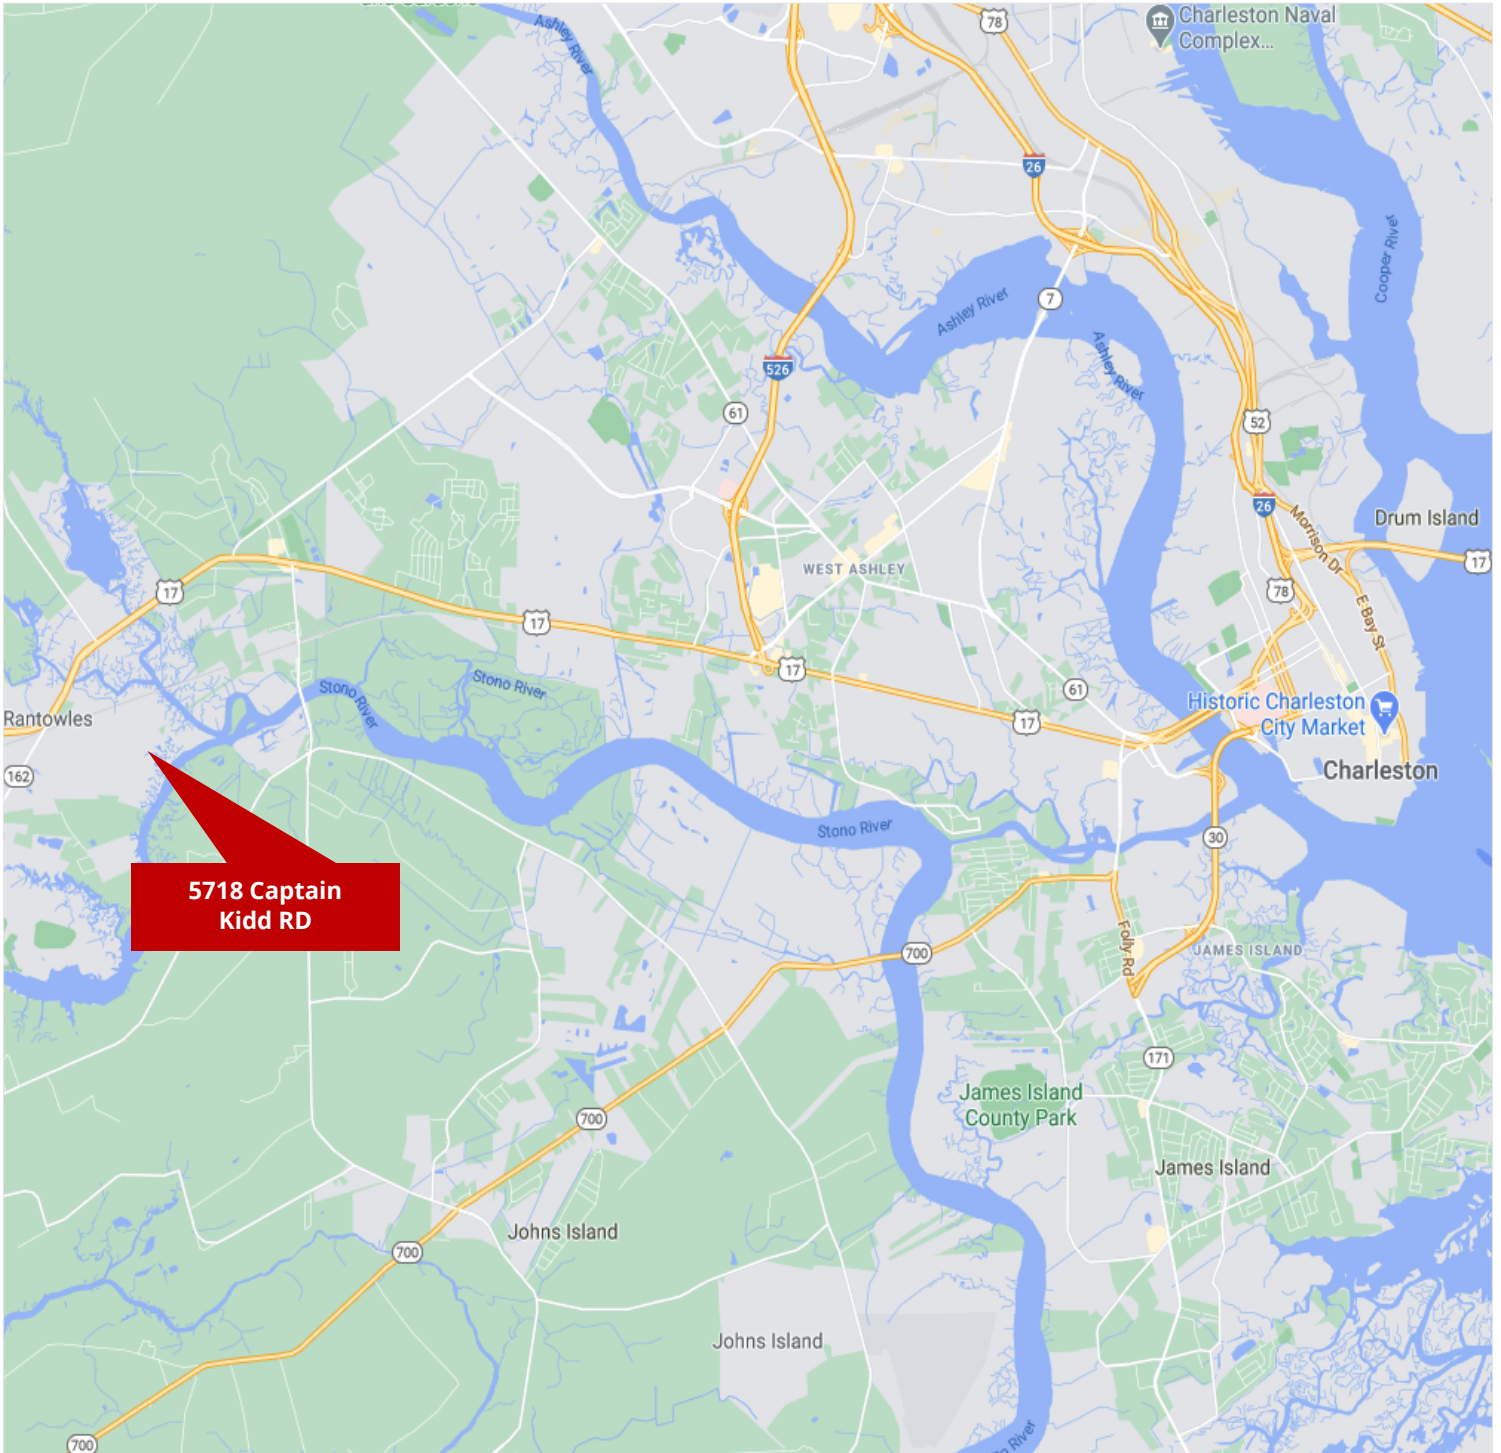 Ashley River
78
Charleston Naval
Complex...
26
Cooper River
Ashley River
7
Ashley River
526
61
52
26
Morrison Dr
Drum Island
17
WEST ASHLEY
17
78
E Bay St
17
Stono River
Stono River
17
61
17
Historic Charleston
City Market
Rantowles
162
Charleston
Stono River
30
5718 Captain
Kidd RD
Folly Rd
700
JAMES ISLAND
171
James Island
County Park
700
James Island
Johns Island
700
Johns Island
700
River